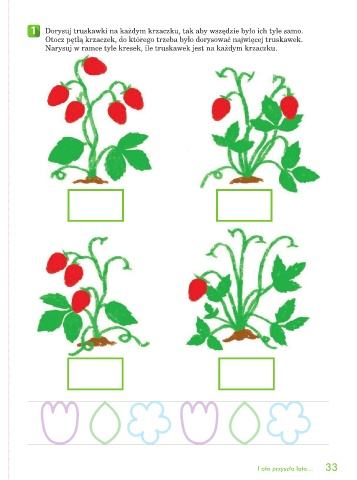 1 Dorysuj truskawki na każdym krzaczku, tak aby wszędzie było ich tyle samo.
Otocz pętlą krzaczek, do którego trzeba było dorysować najwięcej truskawek.
Narysuj w ramce tyle kresek, ile truskawek jest na każdym krzaczku.
I oto przyszło lato... 33